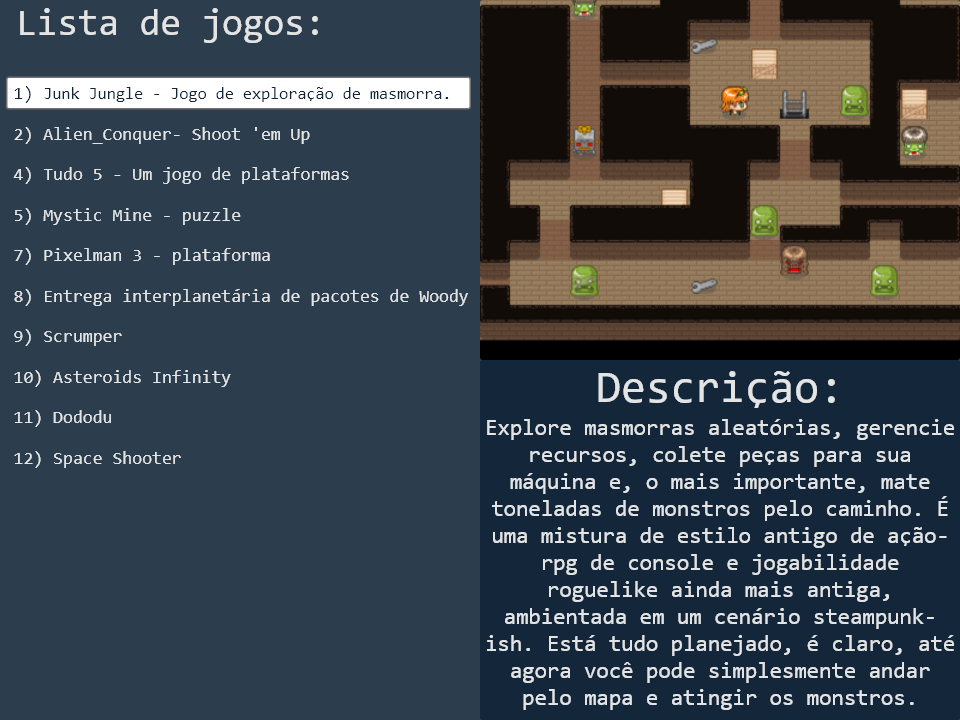 Lista de jogos:
1) Junk Jungle - Jogo de exploração de masmorra.
2) Alien_Conquer- Shoot 'em Up
4) Tudo 5 - Um jogo de plataformas
5) Mystic Mine - puzzle
7) Pixelman 3 - plataforma
8) Entrega interplanetária de pacotes de Woody
9) Scrumper
10) Asteroids Infinity
11) Dododu
12) Space Shooter
Descrição:
Explore masmorras aleatórias, gerencie
recursos, colete peças para sua
máquina e, o mais importante, mate
toneladas de monstros pelo caminho. É
uma mistura de estilo antigo de ação-
rpg de console e jogabilidade
roguelike ainda mais antiga,
ambientada em um cenário steampunk-
ish. Está tudo planejado, é claro, até
agora você pode simplesmente andar
pelo mapa e atingir os monstros.